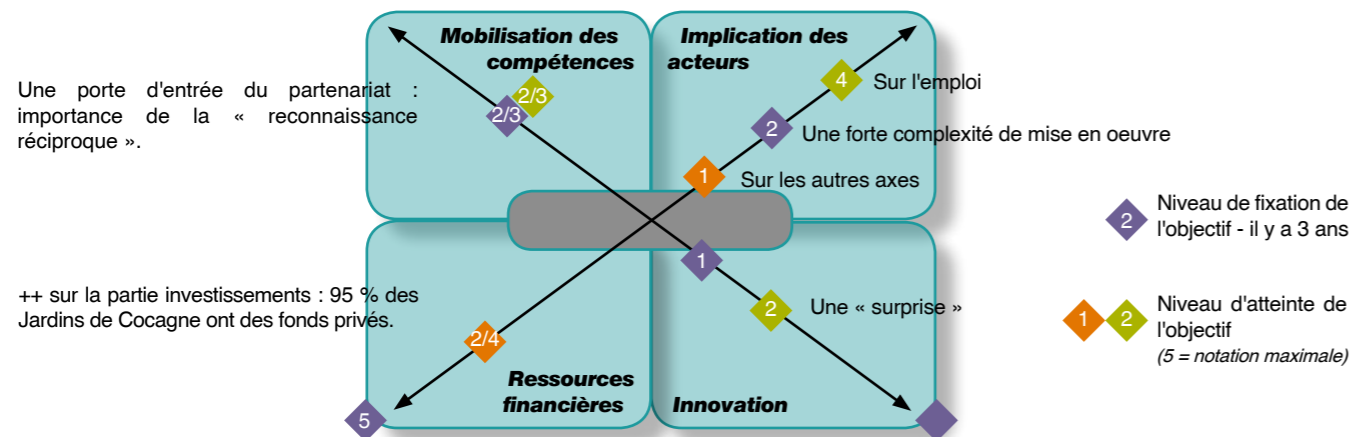 Mobilisation des
compétences
Implication des
acteurs
Une porte d'entrée du partenariat :
importance de la « reconnaissance
réciproque ».
2/3
2/3
4
Sur l'emploi
2
Une forte complexité de mise en oeuvre
1
Sur les autres axes
++ sur la partie investissements : 95 % des
Jardins de Cocagne ont des fonds privés.
2/4
5
Ressources
financières
1
2
Une « surprise »
Innovation
2
Niveau de fixation de
l'objectif - il y a 3 ans
1
2
Niveau d'atteinte de
l'objectif
(5 = notation maximale)